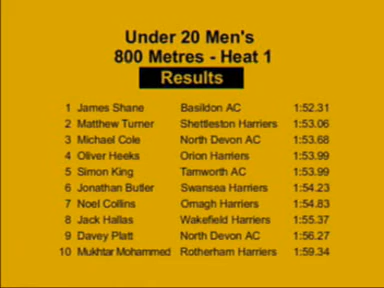 Under 20 Men's
800 Metres - Heat 1
Results
1 James Shane Basildon AC 1:52.31
2 Matthew Turner Shettleston Harriers 1:53.06
3 Michael Cole North Devon AC 1:53.68
4 Oliver Heeks Orion Harriers 1:53.99
5 Simon King Tamworth AC 1:53.99
6 Jonathan Butler Swansea Harriers 1:54.23
7 Noel Collins Omagh Harriers 1:54.83
8 Jack Hallas Wakefield Harriers 1:55.37
9 Davey Platt North Devon AC 1:56.27
10 Mukhtar Mohammed Rotherham Harriers 1:59.34